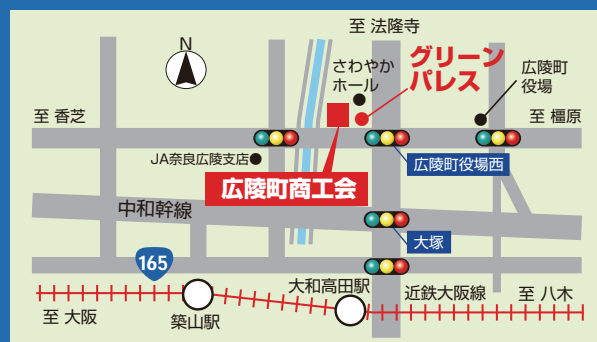 至 法隆寺
N
さわやか
ホール
グリーン
パレス
広陵町
役場
至 香芝
至 橿原
JA奈良広陵支店
広陵町役場西
広陵町商工会
中和幹線
大塚
165
大和高田駅
近鉄大阪線
至 八木
至 大阪
築山駅